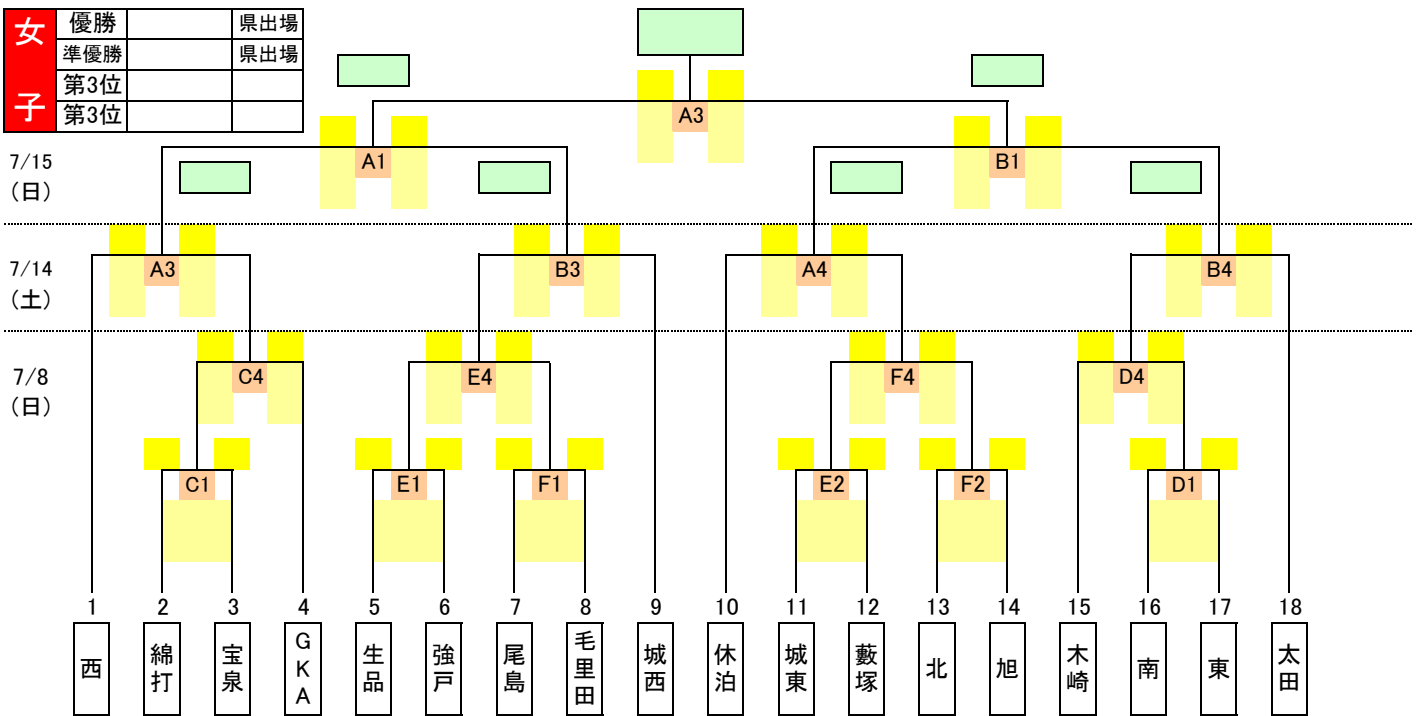 女子
優勝 県出場
準優勝 県出場
第3位
第3位
A3
7/15
(日)
A1 B1
7/14
(土)
A3 B3 A4 B4
7/8
(日)
C4 E4 F4 D4
C1 E1 F1 E2 F2 D1
1 2 3 4 5 6 7 8 9 10 11 12 13 14 15 16 17 18
西 綿打 宝泉 GKA 生品 強戸 尾島 毛里田 城西 休泊 城東 藪塚 北 旭 木崎 南 東 太田